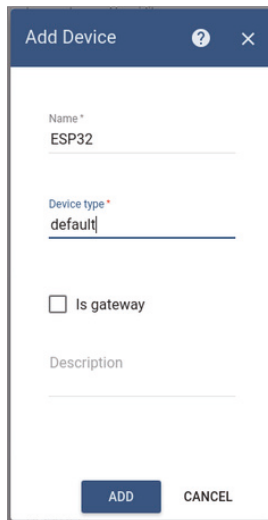 Add Device
Name *
ESP32
Device type *
default
Is gateway
Description
ADD CANCEL